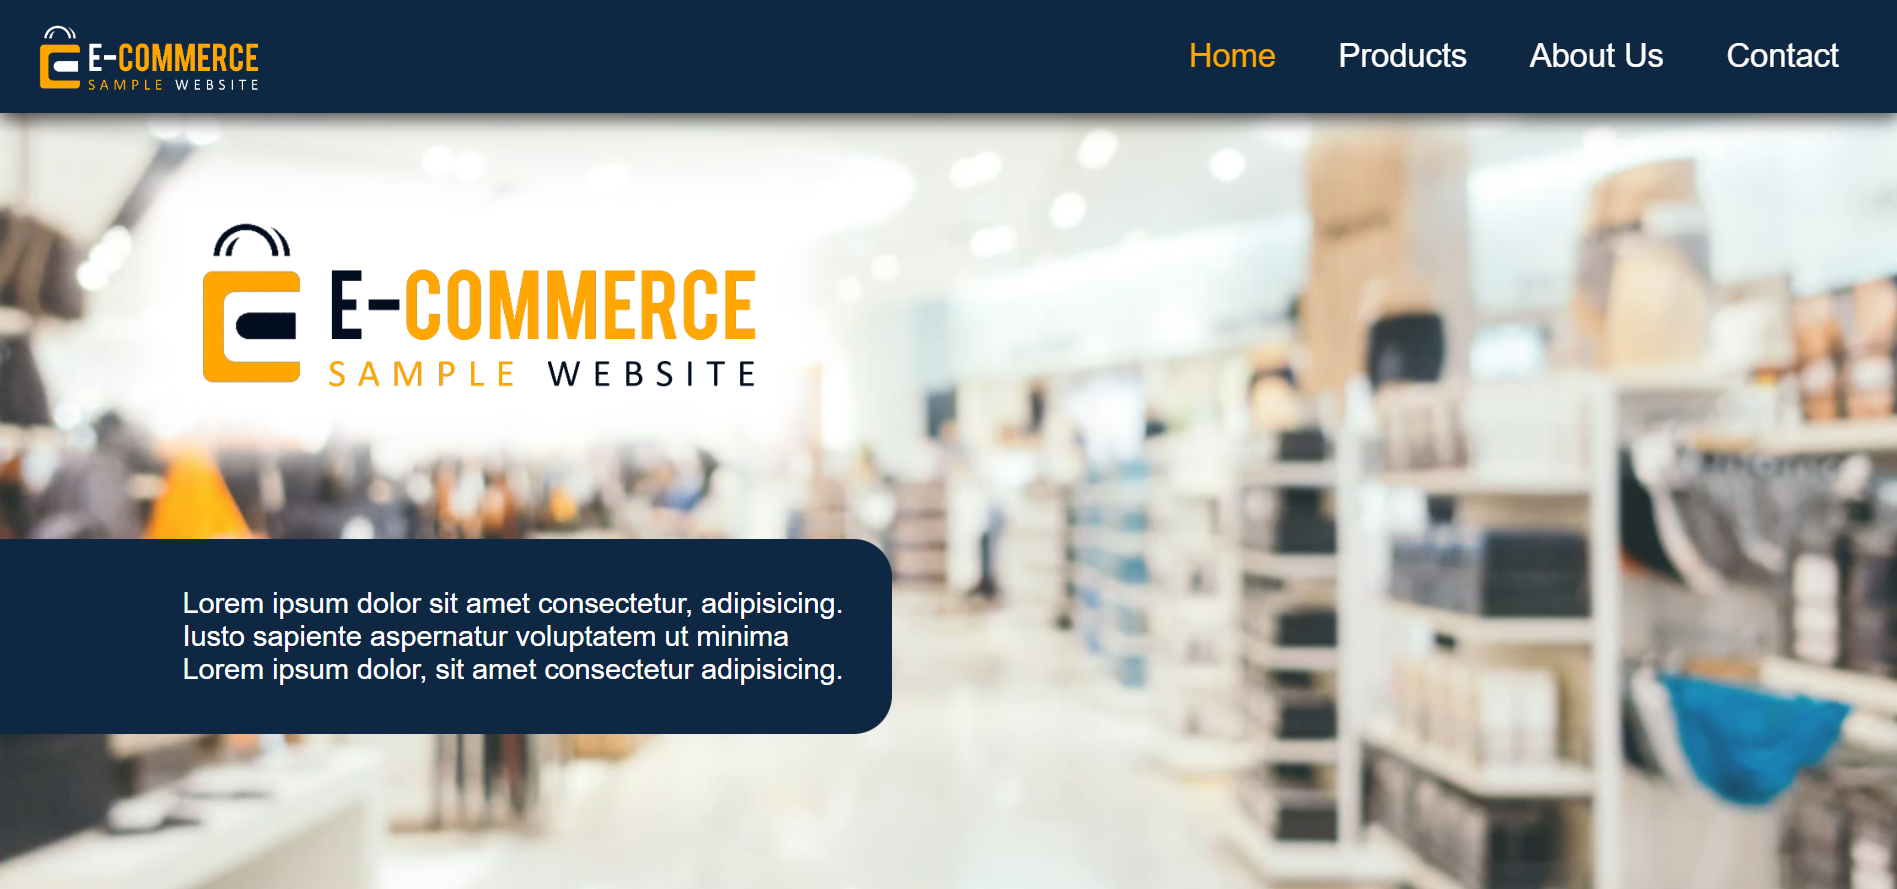 E-COMMERCE
SAMPLE WEBSITE
Home Products About Us Contact
E-COMMERCE
SAMPLE WEBSITE
Lorem ipsum dolor sit amet consectetur, adipisicing.
Iusto sapiente aspernatur voluptatem ut minima
Lorem ipsum dolor, sit amet consectetur adipisicing.